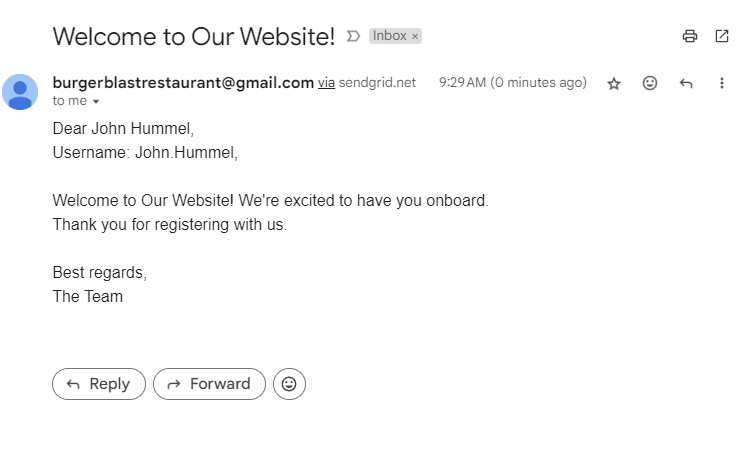 Welcome to Our Website! Inbox ×
burgerblastrestaurant@gmail.com via sendgrid.net 9:29 AM (0 minutes ago)
to me
Dear John Hummel,
Username: John.Hummel,
Welcome to Our Website! We're excited to have you onboard.
Thank you for registering with us.
Best regards,
The Team
Reply Forward